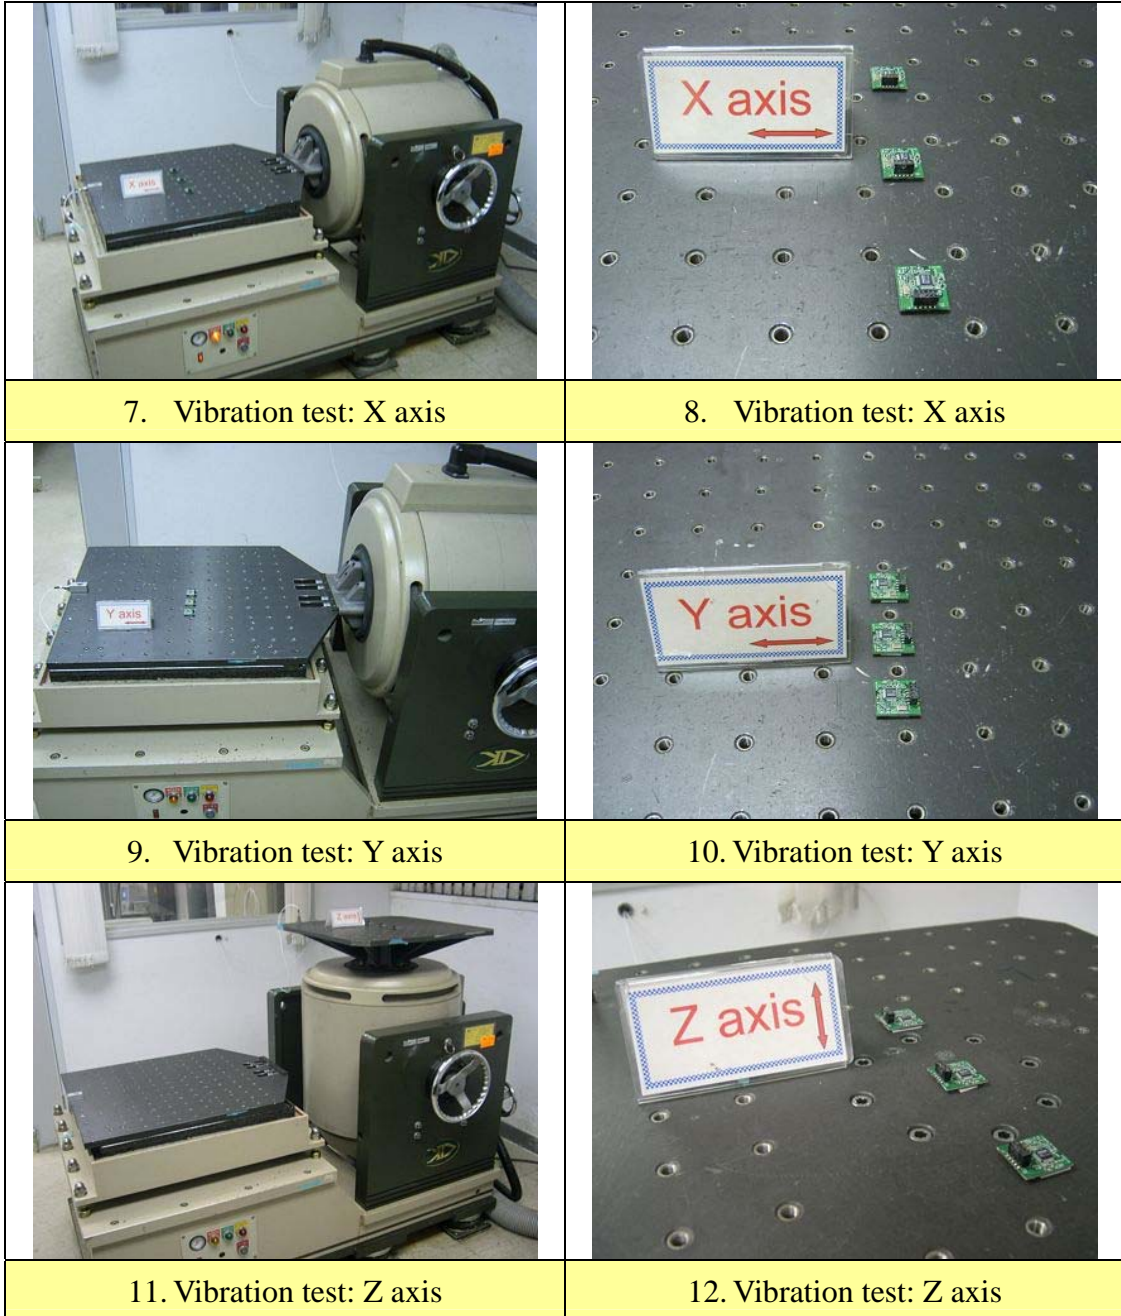 X axis
X axis
7. Vibration test: X axis
8. Vibration test: X axis
Y axis
Y axis
9. Vibration test: Y axis
10. Vibration test: Y axis
Z axis
Z axis
11. Vibration test: Z axis
12. Vibration test: Z axis